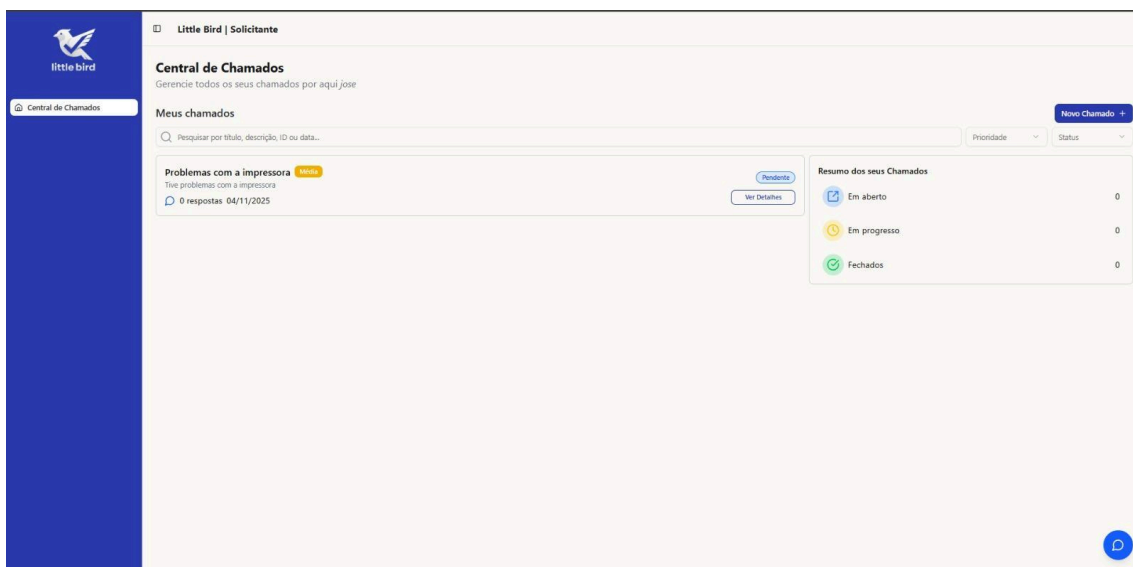 little bird
Central de Chamados
Little Bird | Solicitante
Central de Chamados
Gerencie todos os seus chamados por aqui jose
Meus chamados
Novo Chamado +
Pesquisar por título, descrição, ID ou data...
Prioridade
Status
Problemas com a impressora Média
Tive problemas com a impressora
0 respostas 04/11/2025
Pendente
Ver Detalhes
Resumo dos seus Chamados
Em aberto 0
Em progresso 0
Fechados 0